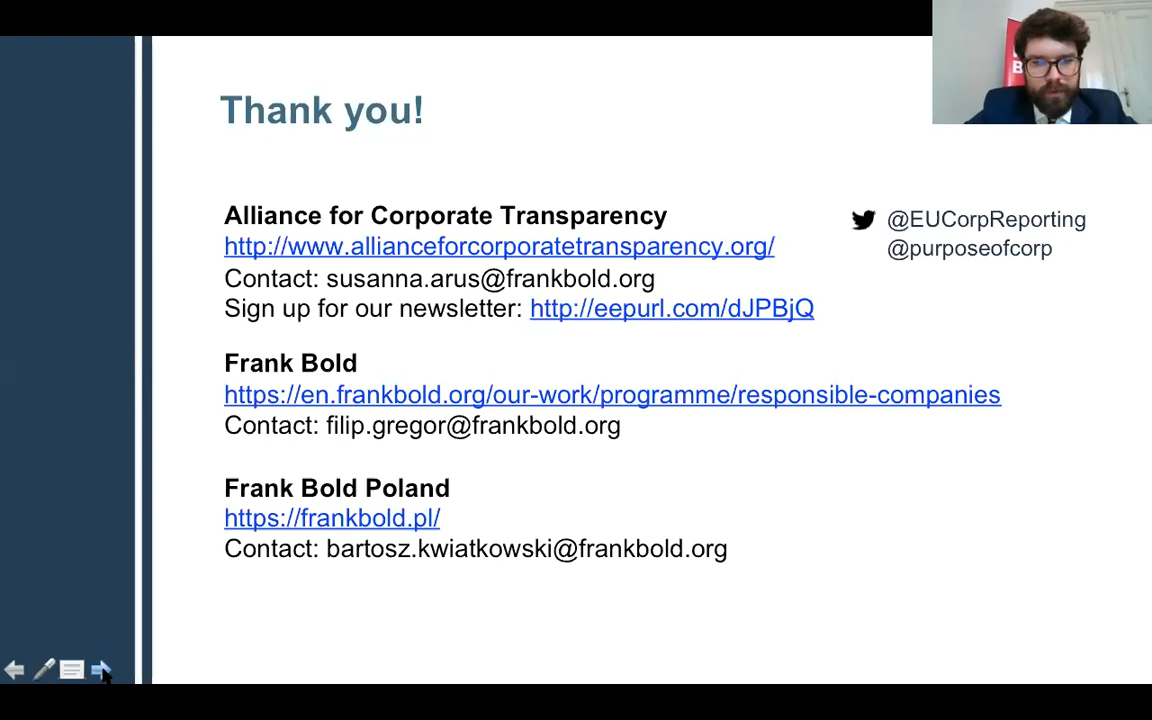 Thank you!
Alliance for Corporate Transparency
http://www.allianceforcorporatetransparency.org/
Contact: susanna.arus@frankbold.org
Sign up for our newsletter: http://eepurl.com/dJPBjQ
@EUCorpReporting
@purposeofcorp
Frank Bold
https://en.frankbold.org/our-work/programme/responsible-companies
Contact: filip.gregor@frankbold.org
Frank Bold Poland
https://frankbold.pl/
Contact: bartosz.kwiatkowski@frankbold.org